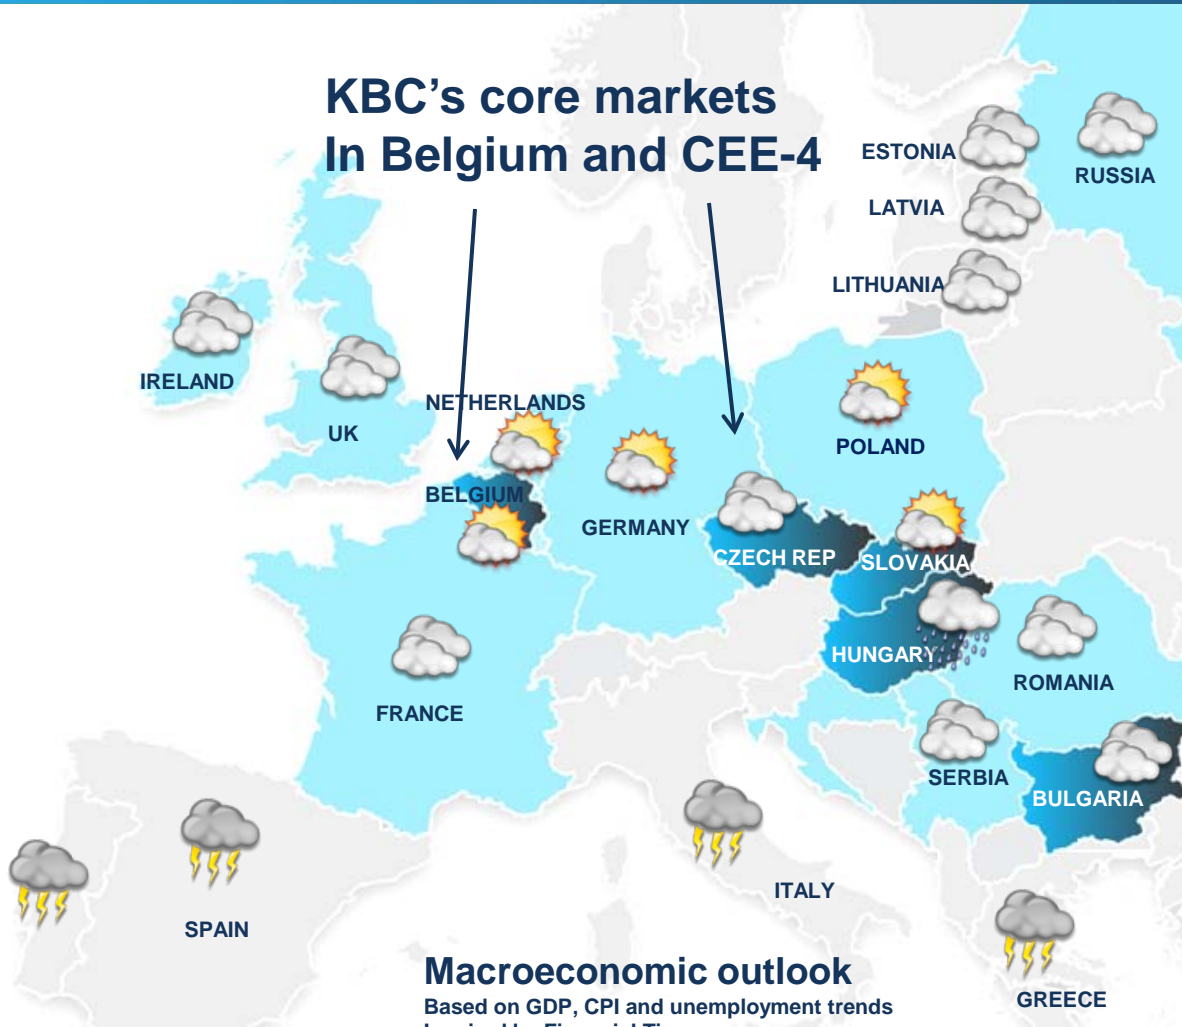 KBC's core markets
In Belgium and CEE-4
ESTONIA
RUSSIA
LATVIA
LITHUANIA
IRELAND
NETHERLANDS
UK
POLAND
BELGIUM
GERMANY
CZECH REP
SLOVAKIA
HUNGARY
ROMANIA
FRANCE
SERBIA
BULGARIA
ITALY
SPAIN
Macroeconomic outlook
GREECE
Based on GDP, CPI and unemployment trends